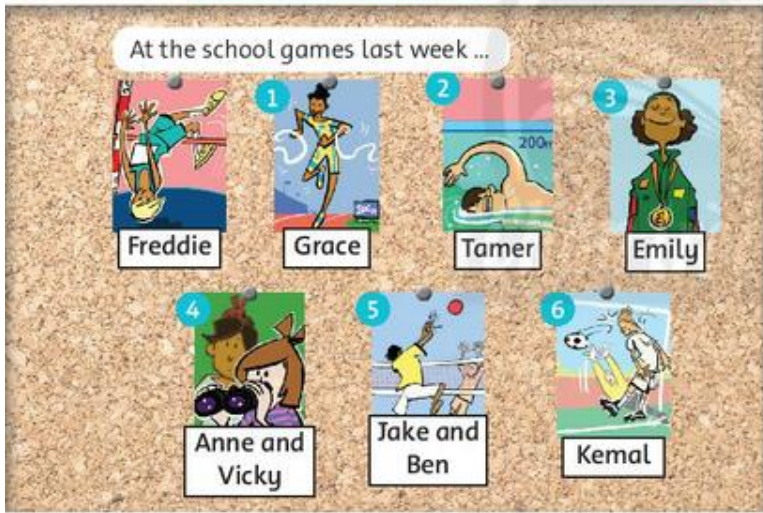 At the school games last week ...
1
2
3
200m
Freddie
Grace
Tamer
Emily
4
5
6
Anne and
Vicky
Jake and
Ben
Kemal